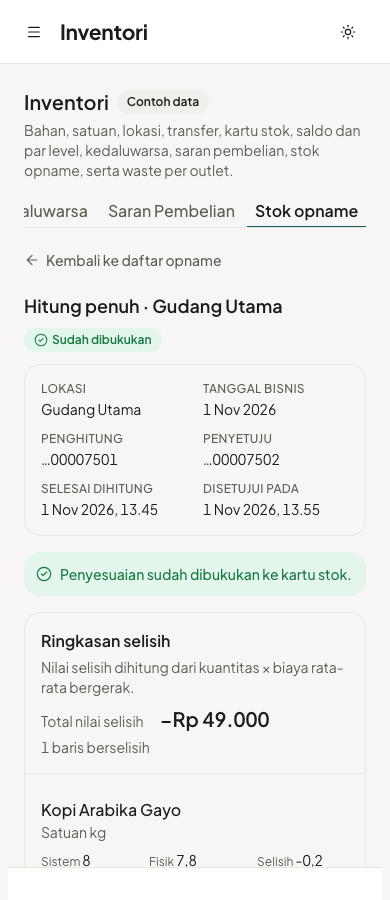 Inventori
Inventori Contoh data
Bahan, satuan, lokasi, transfer, kartu stok, saldo dan
par level, kedaluwarsa, saran pembelian, stok
opname, serta waste per outlet.
aluwarsa Saran Pembelian Stok opname
Kembali ke daftar opname
Hitung penuh · Gudang Utama
Sudah dibukukan
LOKASI TANGGAL BISNIS
Gudang Utama 1 Nov 2026
PENGHITUNG PENYETUJU
…00007501 …00007502
SELESAI DIHITUNG DISETUJUI PADA
1 Nov 2026, 13.45 1 Nov 2026, 13.55
Penyesuaian sudah dibukukan ke kartu stok.
Ringkasan selisih
Nilai selisih dihitung dari kuantitas × biaya rata-
rata bergerak.
Total nilai selisih −Rp 49.000
1 baris berselisih
Kopi Arabika Gayo
Satuan kg
Sistem 8 Fisik 7,8 Selisih -0,2